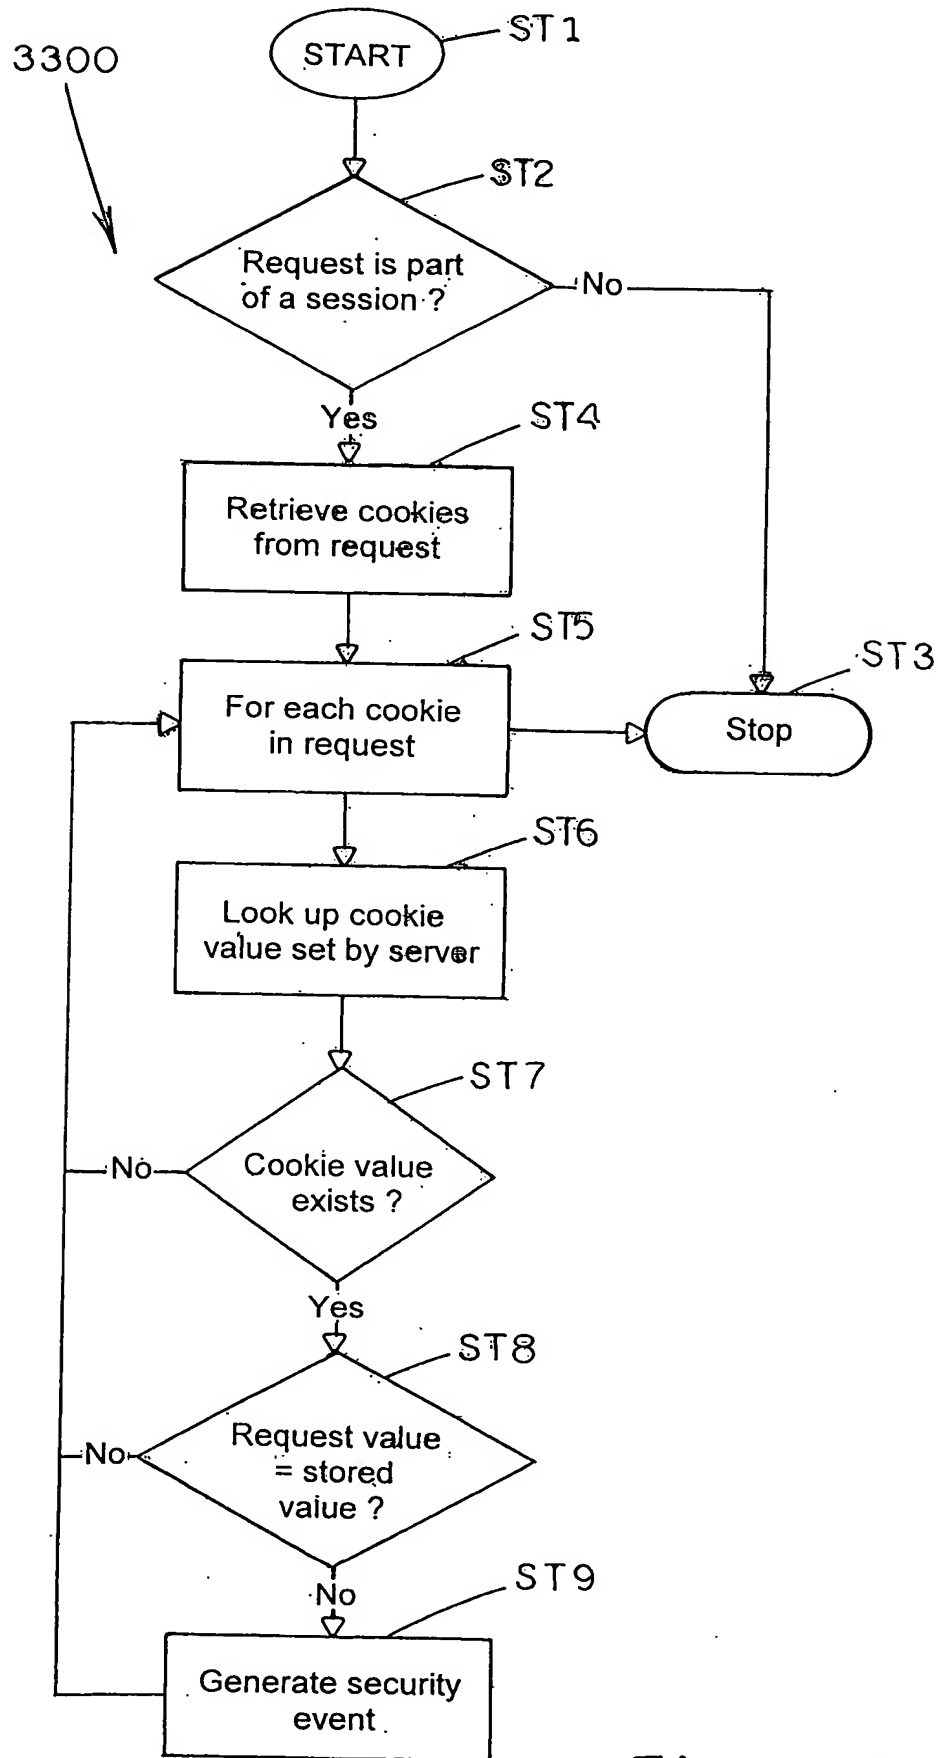 ST1
START
3300
ST2
Request is part
of a session ?
No
Yes
ST4
Retrieve cookies
from request
ST5
For each cookie
in request
ST3
Stop
ST6
Look up cookie
value set by server
ST7
Cookie value
exists ?
No
Yes
ST8
Request value
= stored
value ?
No
No
ST9
Generate security
event